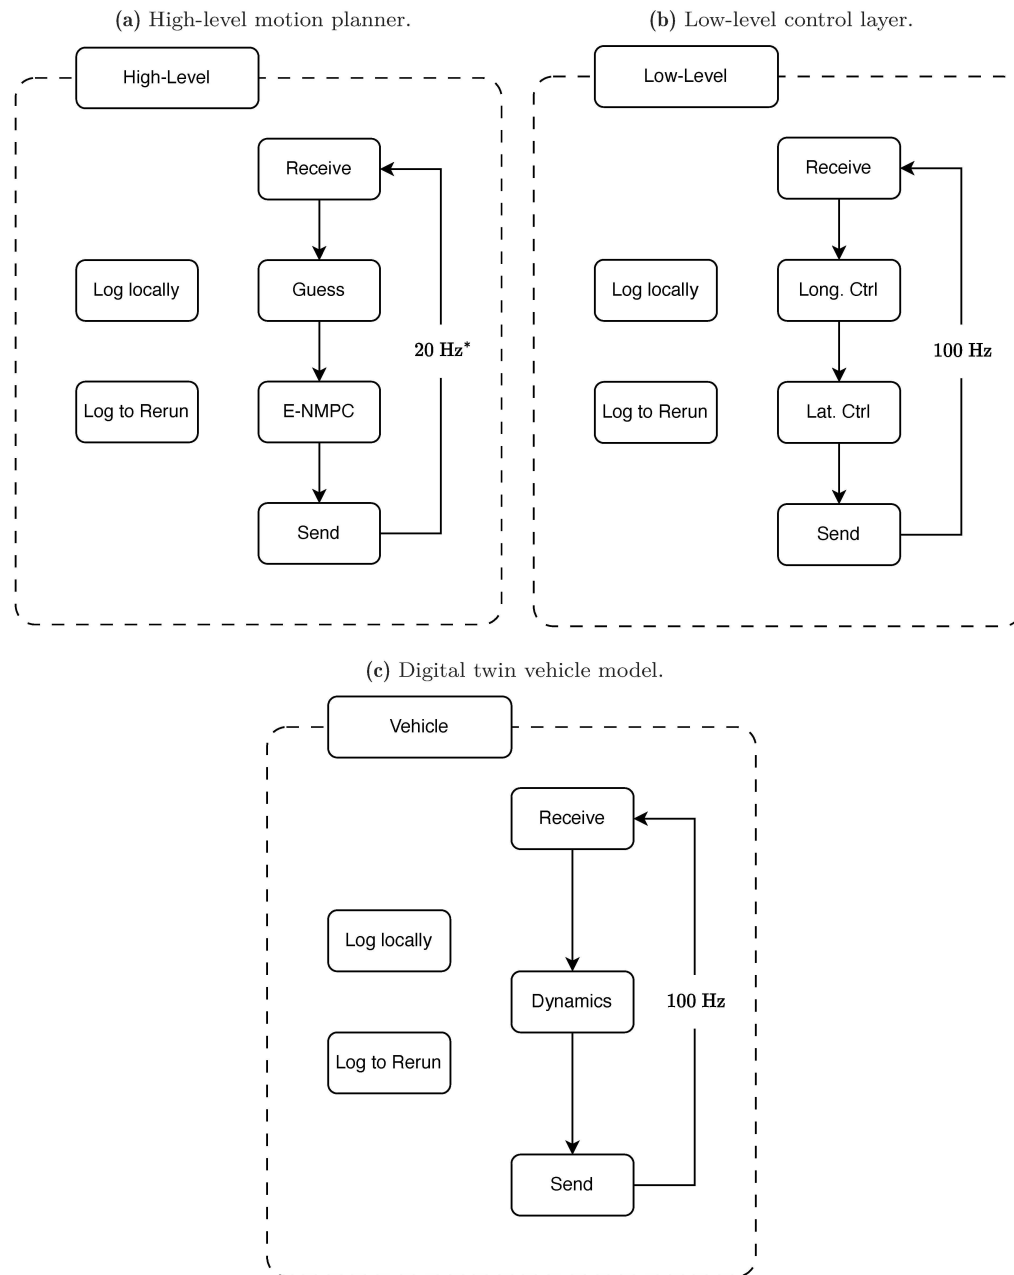 (a) High-level motion planner.
High-Level
Receive
Log locally
Guess
20 Hz*
Log to Rerun
E-NMPC
Send
(b) Low-level control layer.
Low-Level
Receive
Log locally
Long. Ctrl
100 Hz
Log to Rerun
Lat. Ctrl
Send
(c) Digital twin vehicle model.
Vehicle
Receive
Log locally
Dynamics
100 Hz
Log to Rerun
Send